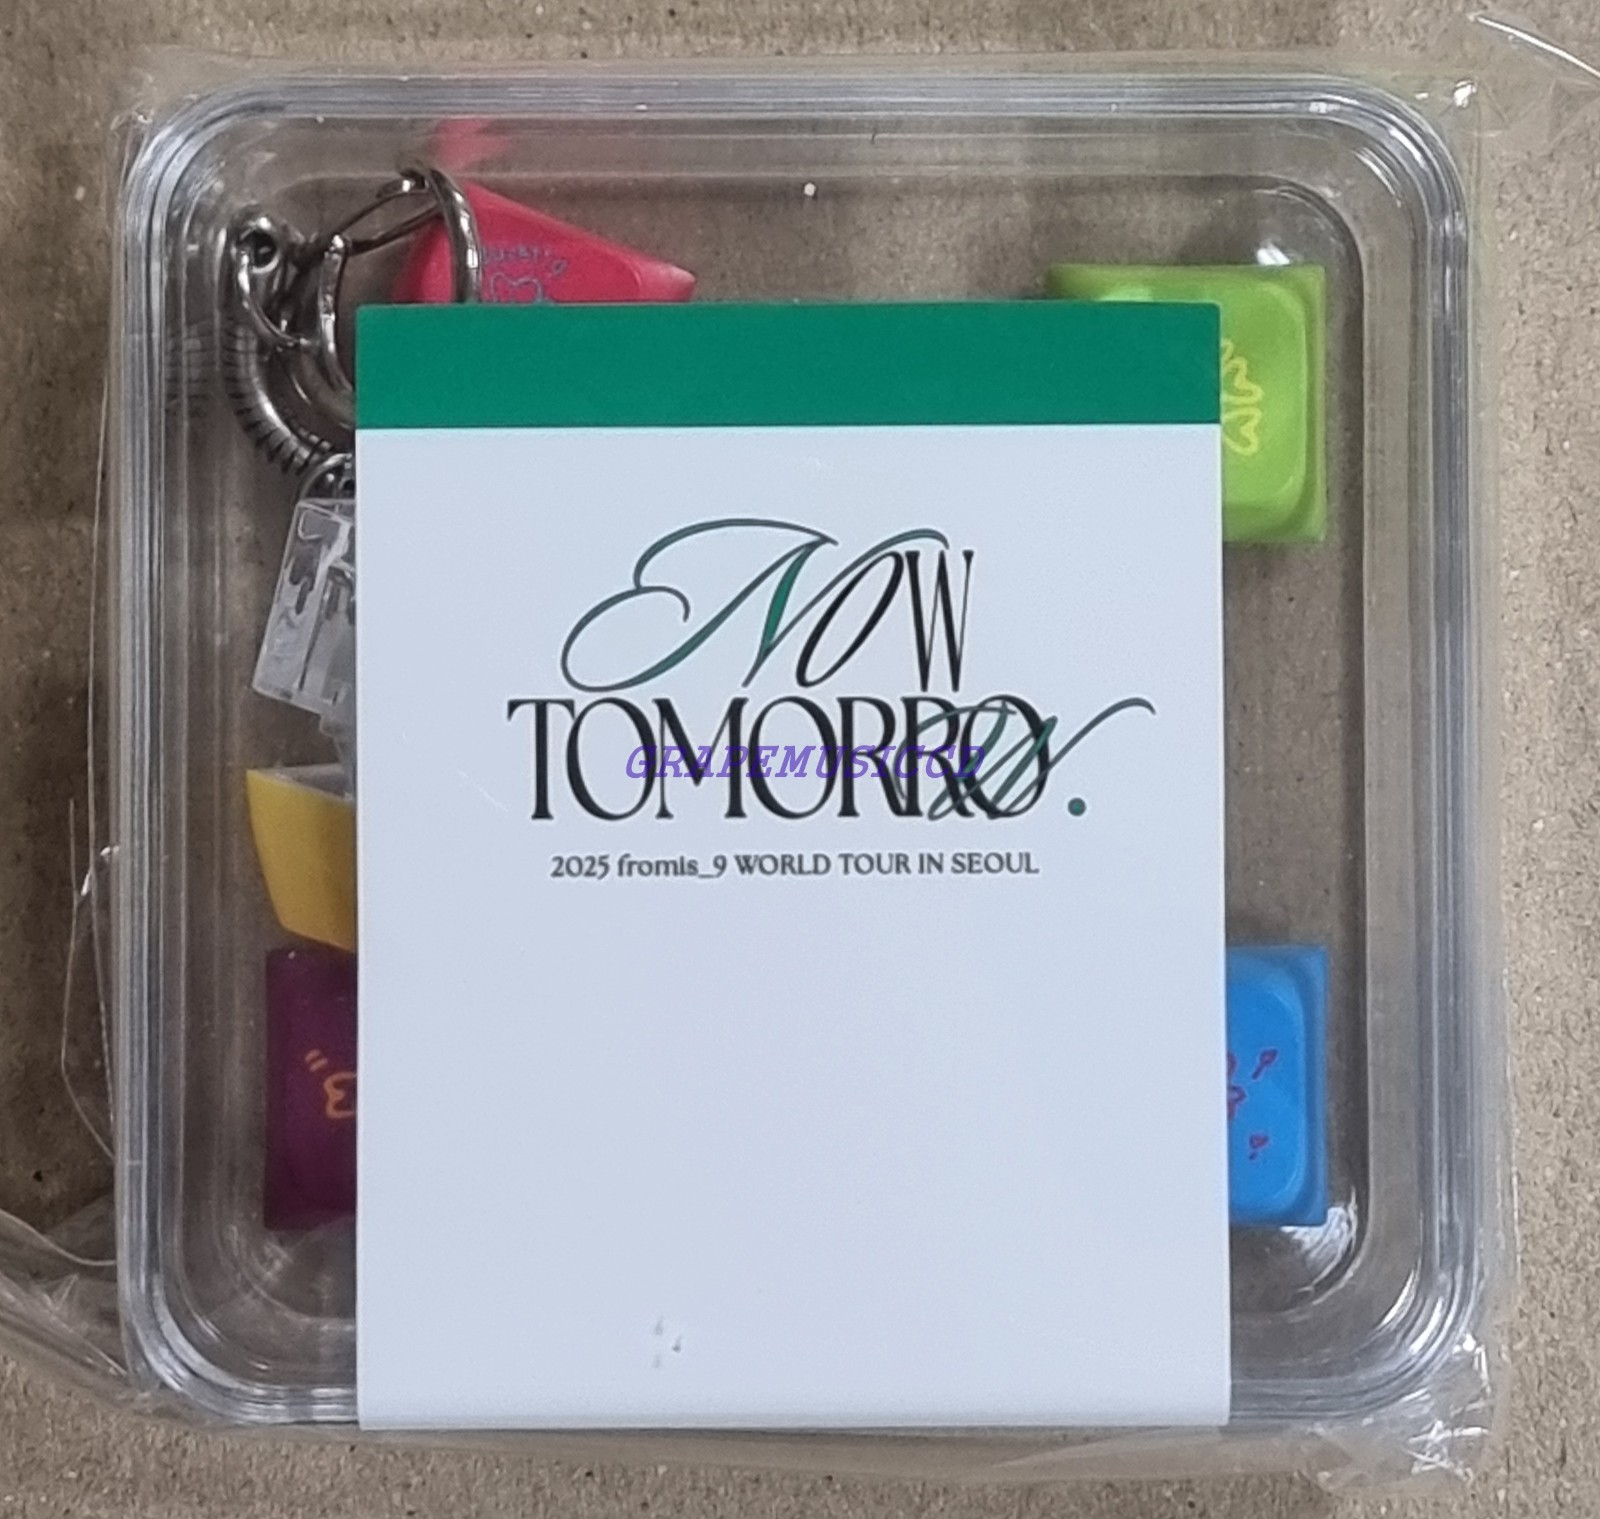 NOW
TOMORROW.
GRAPEMUSICCD
2025 fromis_9 WORLD TOUR IN SEOUL